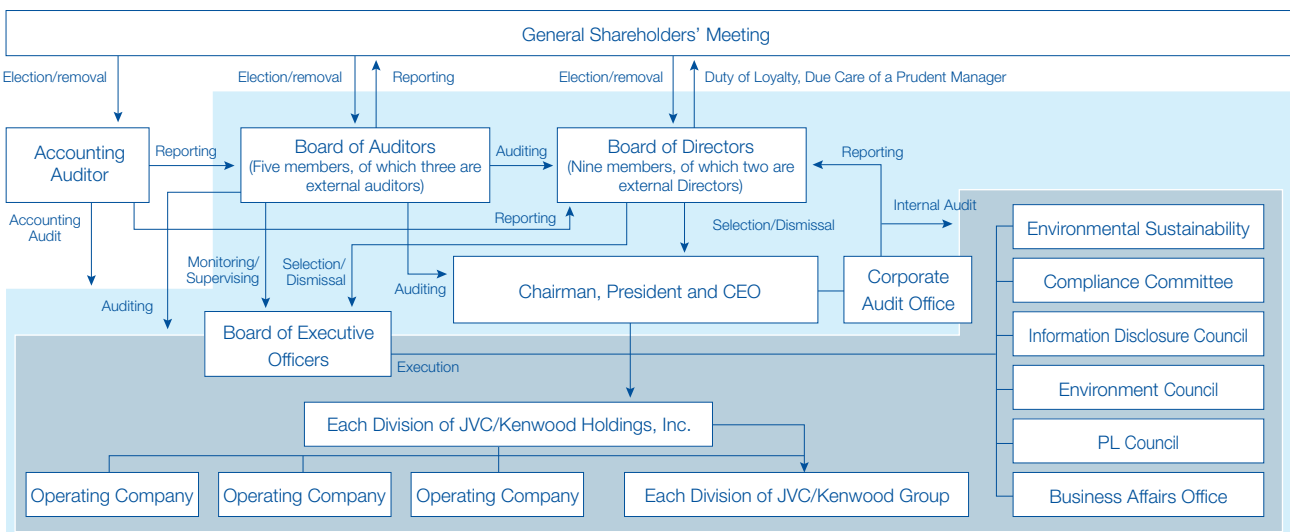 General Shareholders’ Meeting
Election/removal
Election/removal
Reporting
Election/removal
Duty of Loyalty, Due Care of a Prudent Manager
Accounting
Auditor
Reporting
Board of Auditors
(Five members, of which three are
external auditors)
Auditing
Board of Directors
(Nine members, of which two are
external Directors)
Reporting
Accounting
Audit
Reporting
Internal Audit
Selection/Dismissal
Monitoring/
Supervising
Selection/
Dismissal
Auditing
Auditing
Chairman, President and CEO
Corporate
Audit Office
Board of Executive
Officers
Execution
Environmental Sustainability
Compliance Committee
Information Disclosure Council
Environment Council
PL Council
Business Affairs Office
Each Division of JVC/Kenwood Holdings, Inc.
Operating Company
Operating Company
Operating Company
Each Division of JVC/Kenwood Group